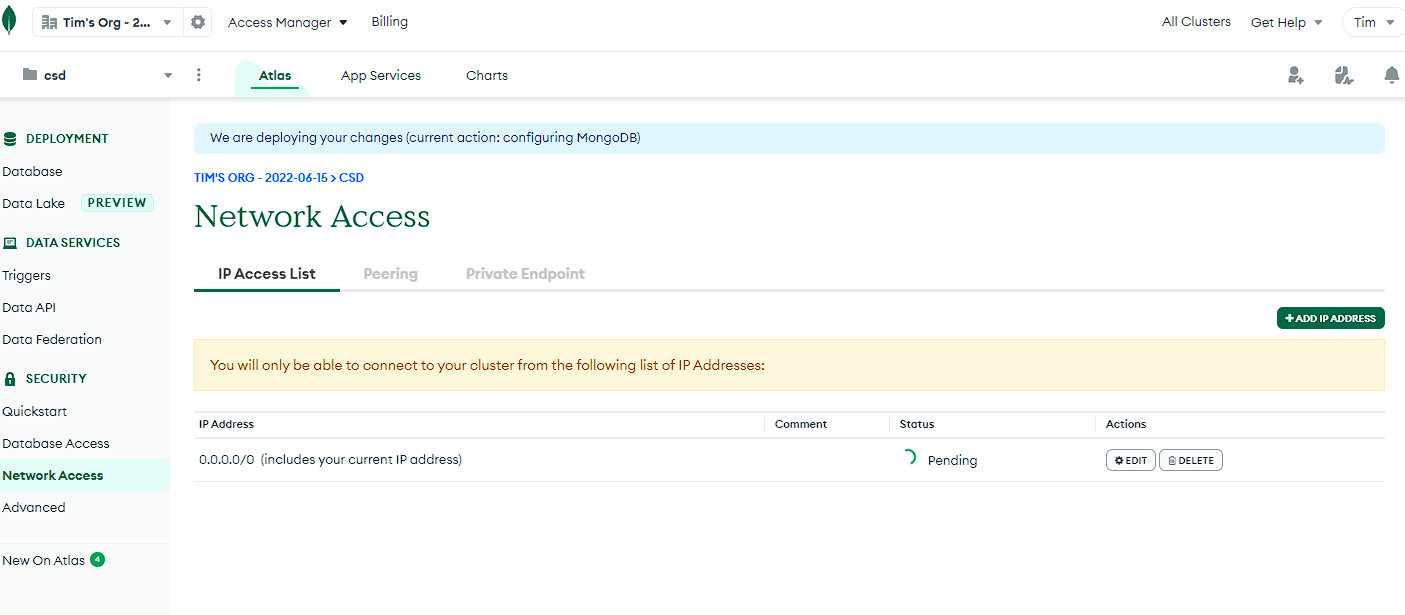 Tim's Org - 2... Access Manager Billing All Clusters Get Help Tim
csd Atlas App Services Charts
DEPLOYMENT
Database
Data Lake PREVIEW
DATA SERVICES
Triggers
Data API
Data Federation
SECURITY
Quickstart
Database Access
Network Access
Advanced
New On Atlas 4
We are deploying your changes (current action: configuring MongoDB)
TIM'S ORG - 2022-06-15 > CSD
Network Access
IP Access List Peering Private Endpoint
+ ADD IP ADDRESS
You will only be able to connect to your cluster from the following list of IP Addresses:
IP Address Comment Status Actions
0.0.0.0/0 (includes your current IP address) Pending EDIT DELETE